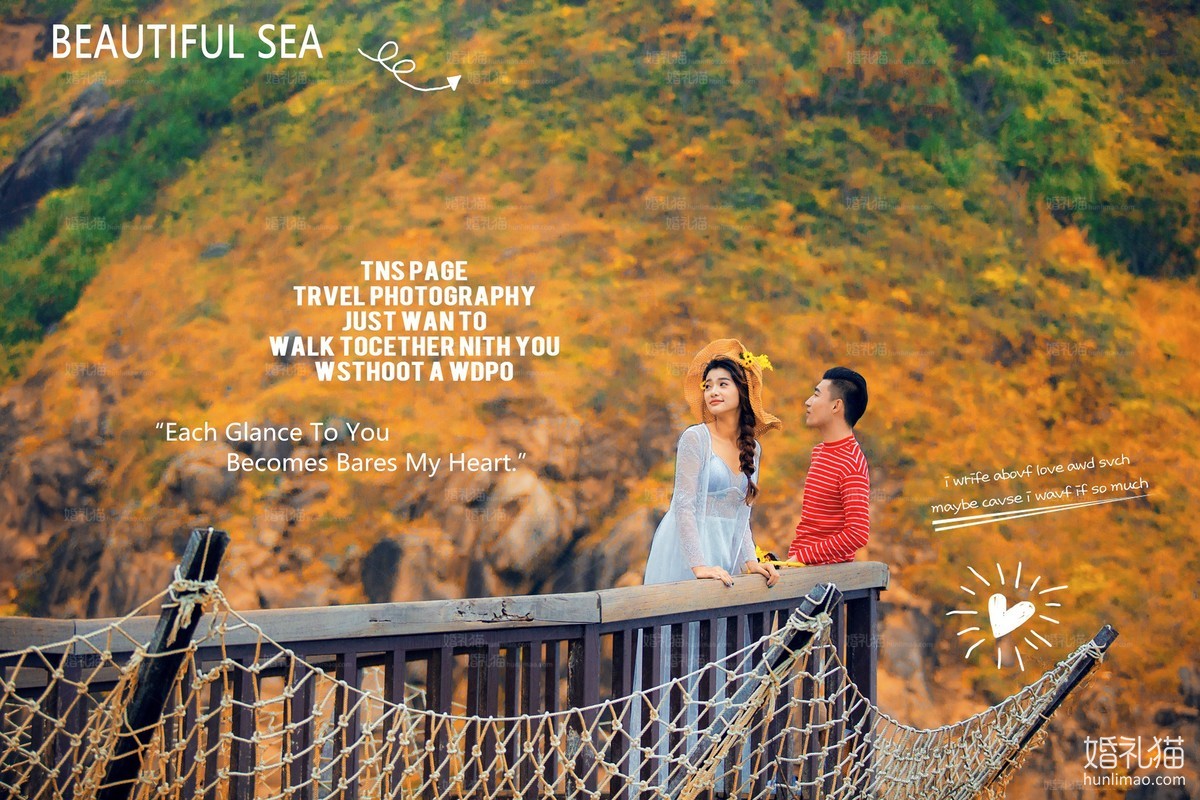 BEAUTIFUL SEA
TNS PAGE
TRVEL PHOTOGRAPHY
JUST WAN TO
WALK TOCETHER NITH YOU
WSTHOOT A WDPO
“Each Glance To You
Becomes Bares My Heart.”
i wrife abovf love awd svch
maybe cavse i wavf if so much
婚礼猫
hunlimao.com